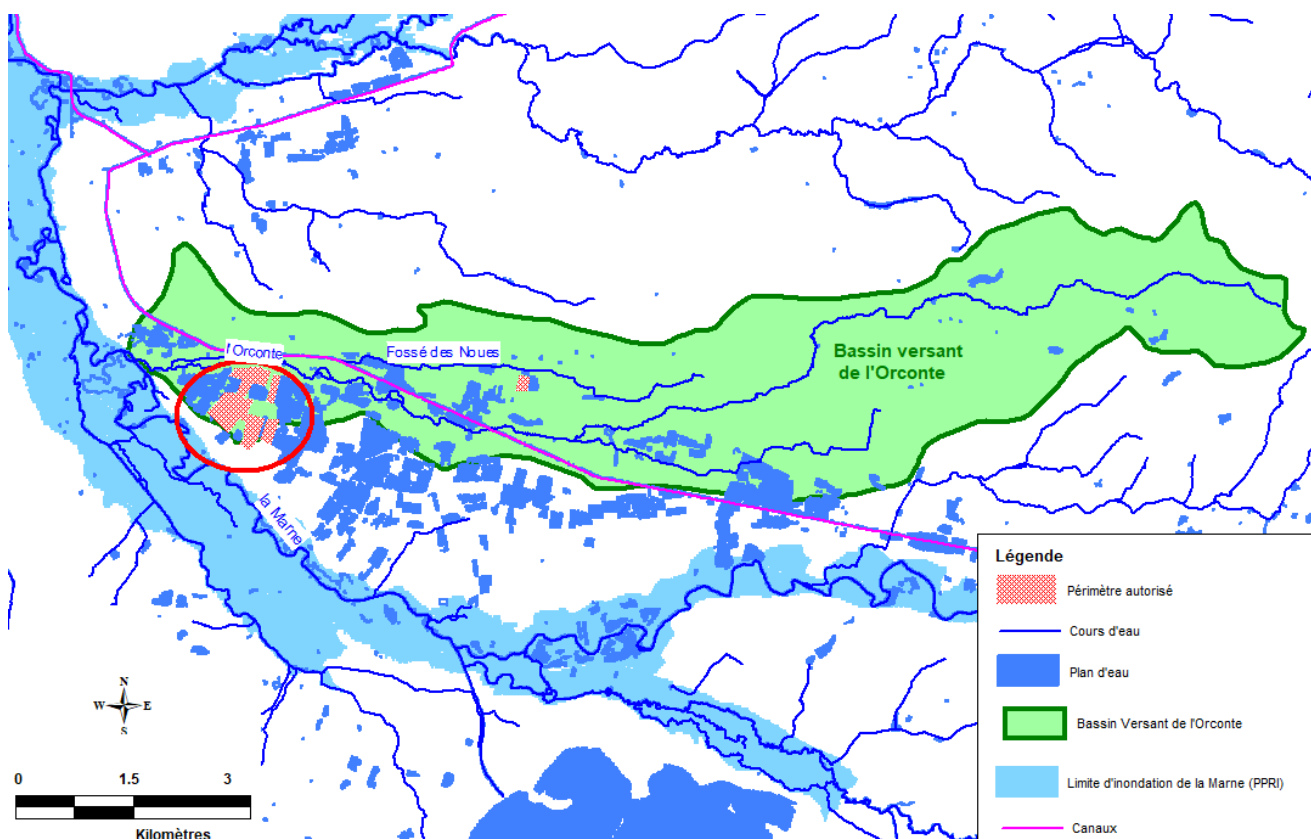 l'Orconte
Fossé des Noues
Bassin versant
de l'Orconte
la Marne
N
W E
S
0 1.5 3
Kilomètres
Légende
Périmètre autorisé
Cours d'eau
Plan d'eau
Bassin Versant de l'Orconte
Limite d'inondation de la Marne (PPRI)
Canaux